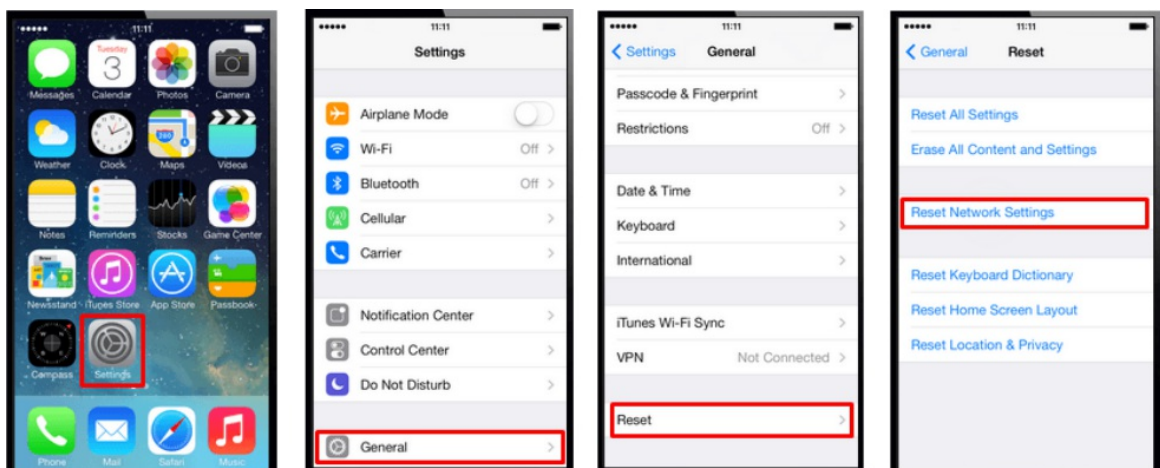 11:11
Tuesday
3
Messages
Calendar
Photos
Camera
280
Weather
Clock
Maps
Videos
Notes
Reminders
Stocks
Game Center
Newsstand
iTunes Store
App Store
Passbook
Compass
Settings
Phone
Mail
Safari
Music
11:11
Settings
Airplane Mode
Wi-Fi Off
Bluetooth Off
Cellular
Carrier
Notification Center
Control Center
Do Not Disturb
General
11:11
Settings General
Passcode & Fingerprint
Restrictions Off
Date & Time
Keyboard
International
iTunes Wi-Fi Sync
VPN Not Connected
Reset
11:11
General Reset
Reset All Settings
Erase All Content and Settings
Reset Network Settings
Reset Keyboard Dictionary
Reset Home Screen Layout
Reset Location & Privacy